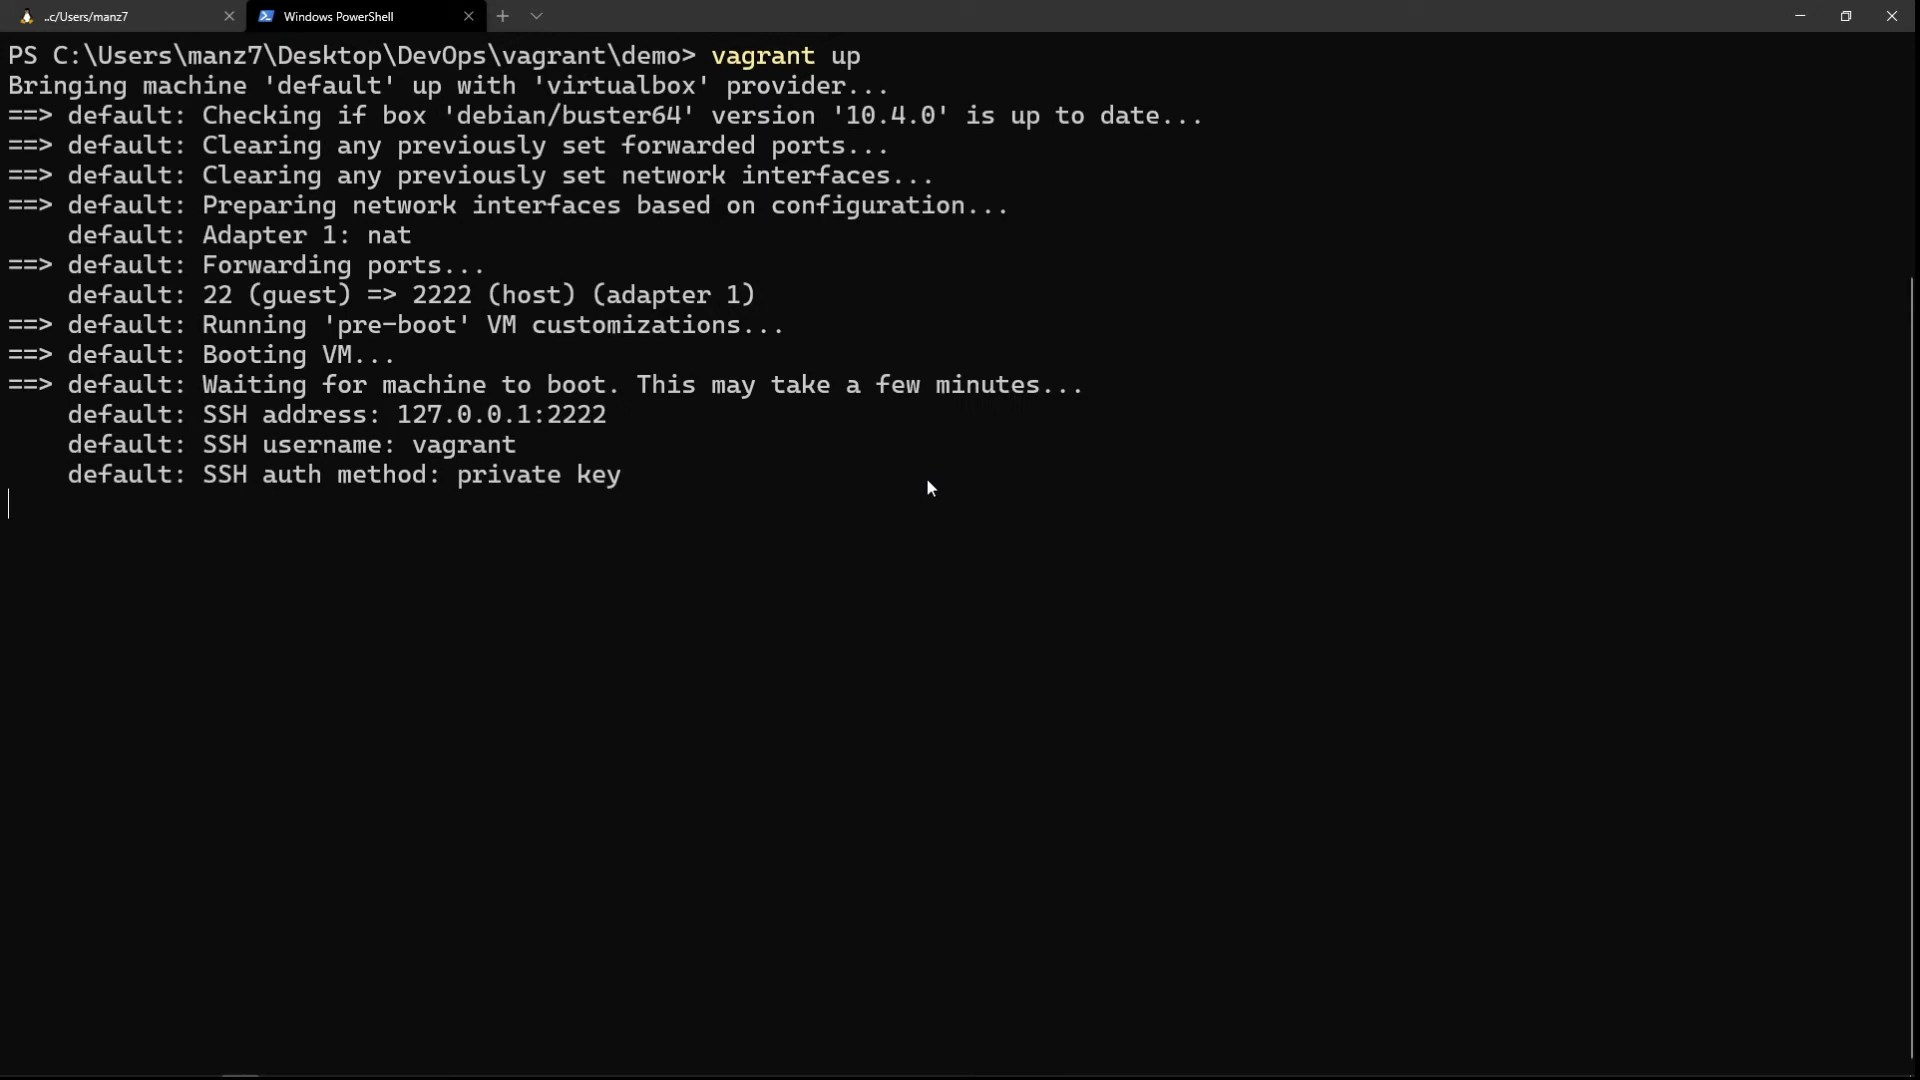 ..c/Users/manz7
Windows PowerShell
PS C:\Users\manz7\Desktop\DevOps\vagrant\demo> vagrant up
Bringing machine 'default' up with 'virtualbox' provider...
==> default: Checking if box 'debian/buster64' version '10.4.0' is up to date...
==> default: Clearing any previously set forwarded ports...
==> default: Clearing any previously set network interfaces...
==> default: Preparing network interfaces based on configuration...
    default: Adapter 1: nat
==> default: Forwarding ports...
    default: 22 (guest) => 2222 (host) (adapter 1)
==> default: Running 'pre-boot' VM customizations...
==> default: Booting VM...
==> default: Waiting for machine to boot. This may take a few minutes...
    default: SSH address: 127.0.0.1:2222
    default: SSH username: vagrant
    default: SSH auth method: private key